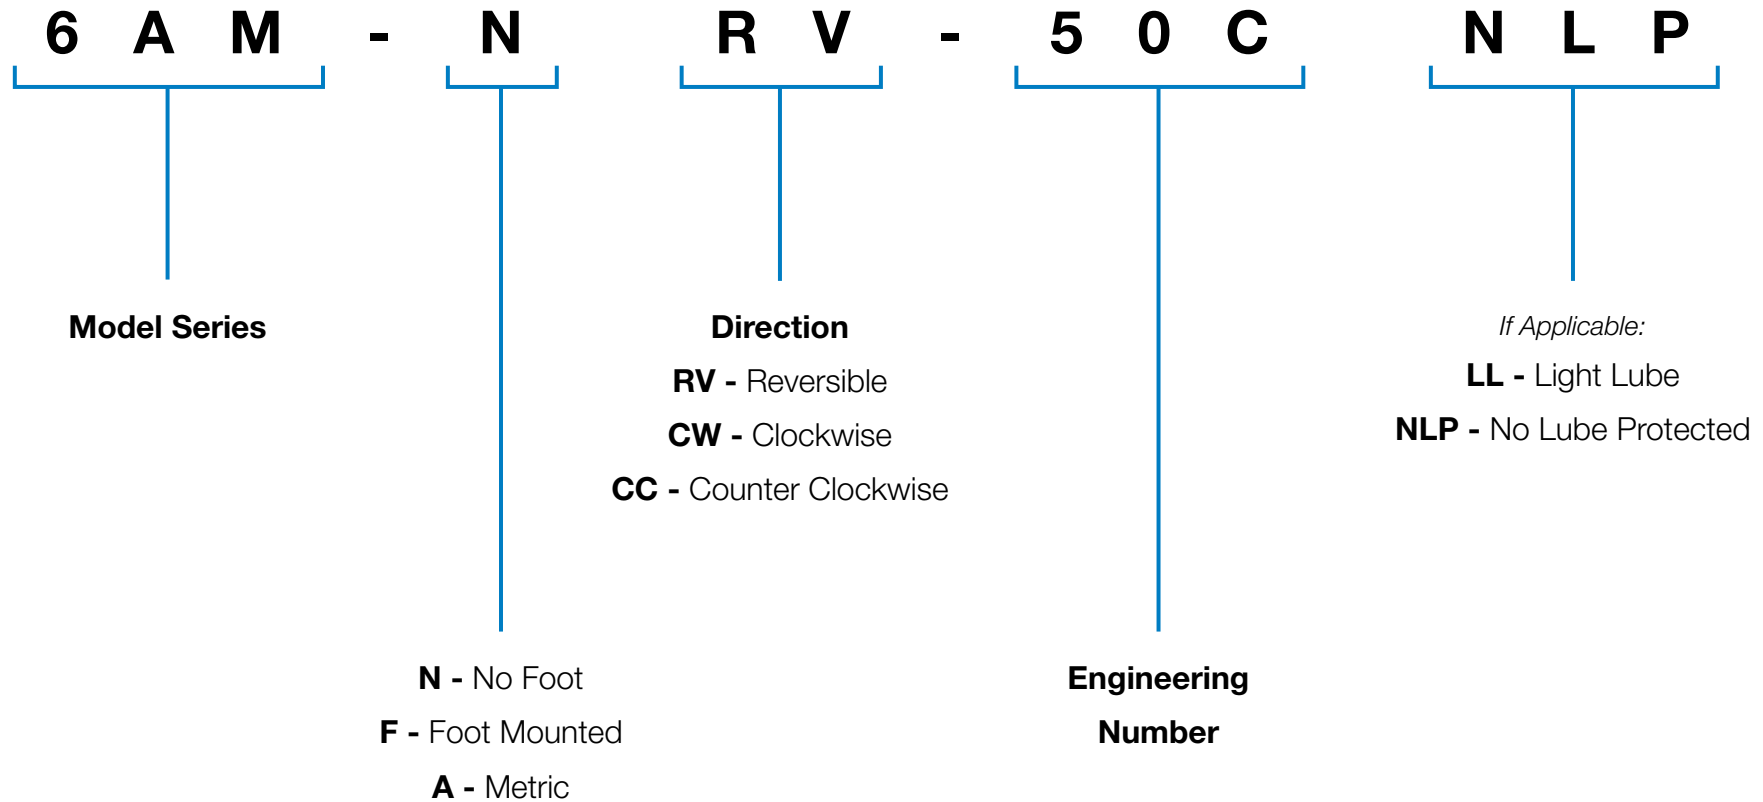 6 A M - N R V - 5 0 C N L P
Model Series
N - No Foot
F - Foot Mounted
A - Metric
Direction
RV - Reversible
CW - Clockwise
CC - Counter Clockwise
Engineering
Number
If Applicable:
LL - Light Lube
NLP - No Lube Protected